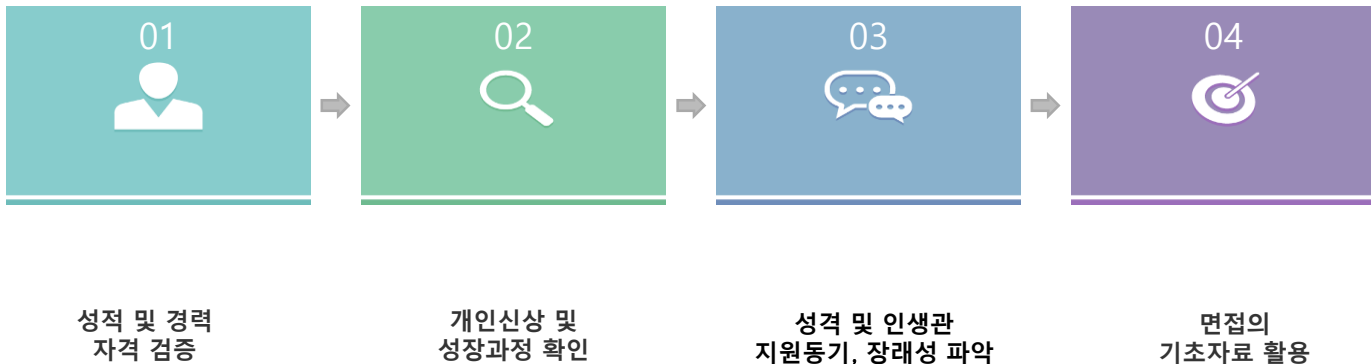 01
02
03
04
성적 및 경력
자격 검증
개인신상 및
성장과정 확인
성격 및 인생관
지원동기, 장래성 파악
면접의
기초자료 활용